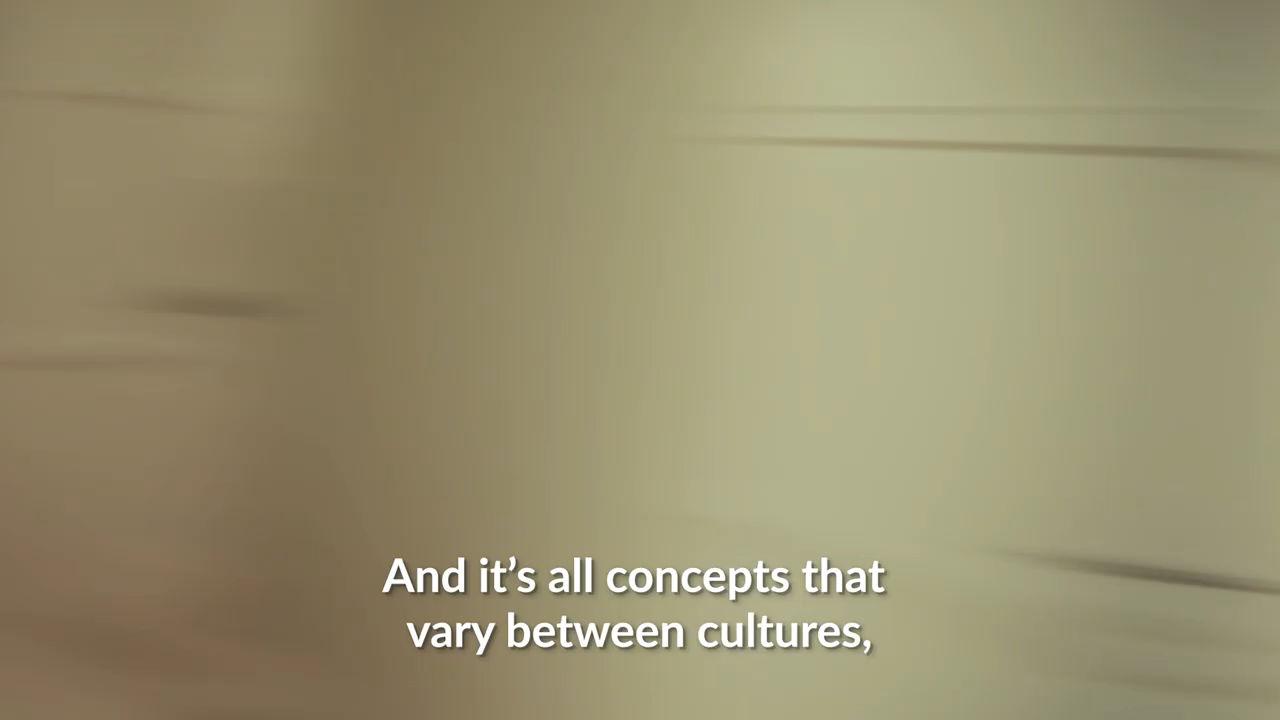 And it’s all concepts that
vary between cultures,